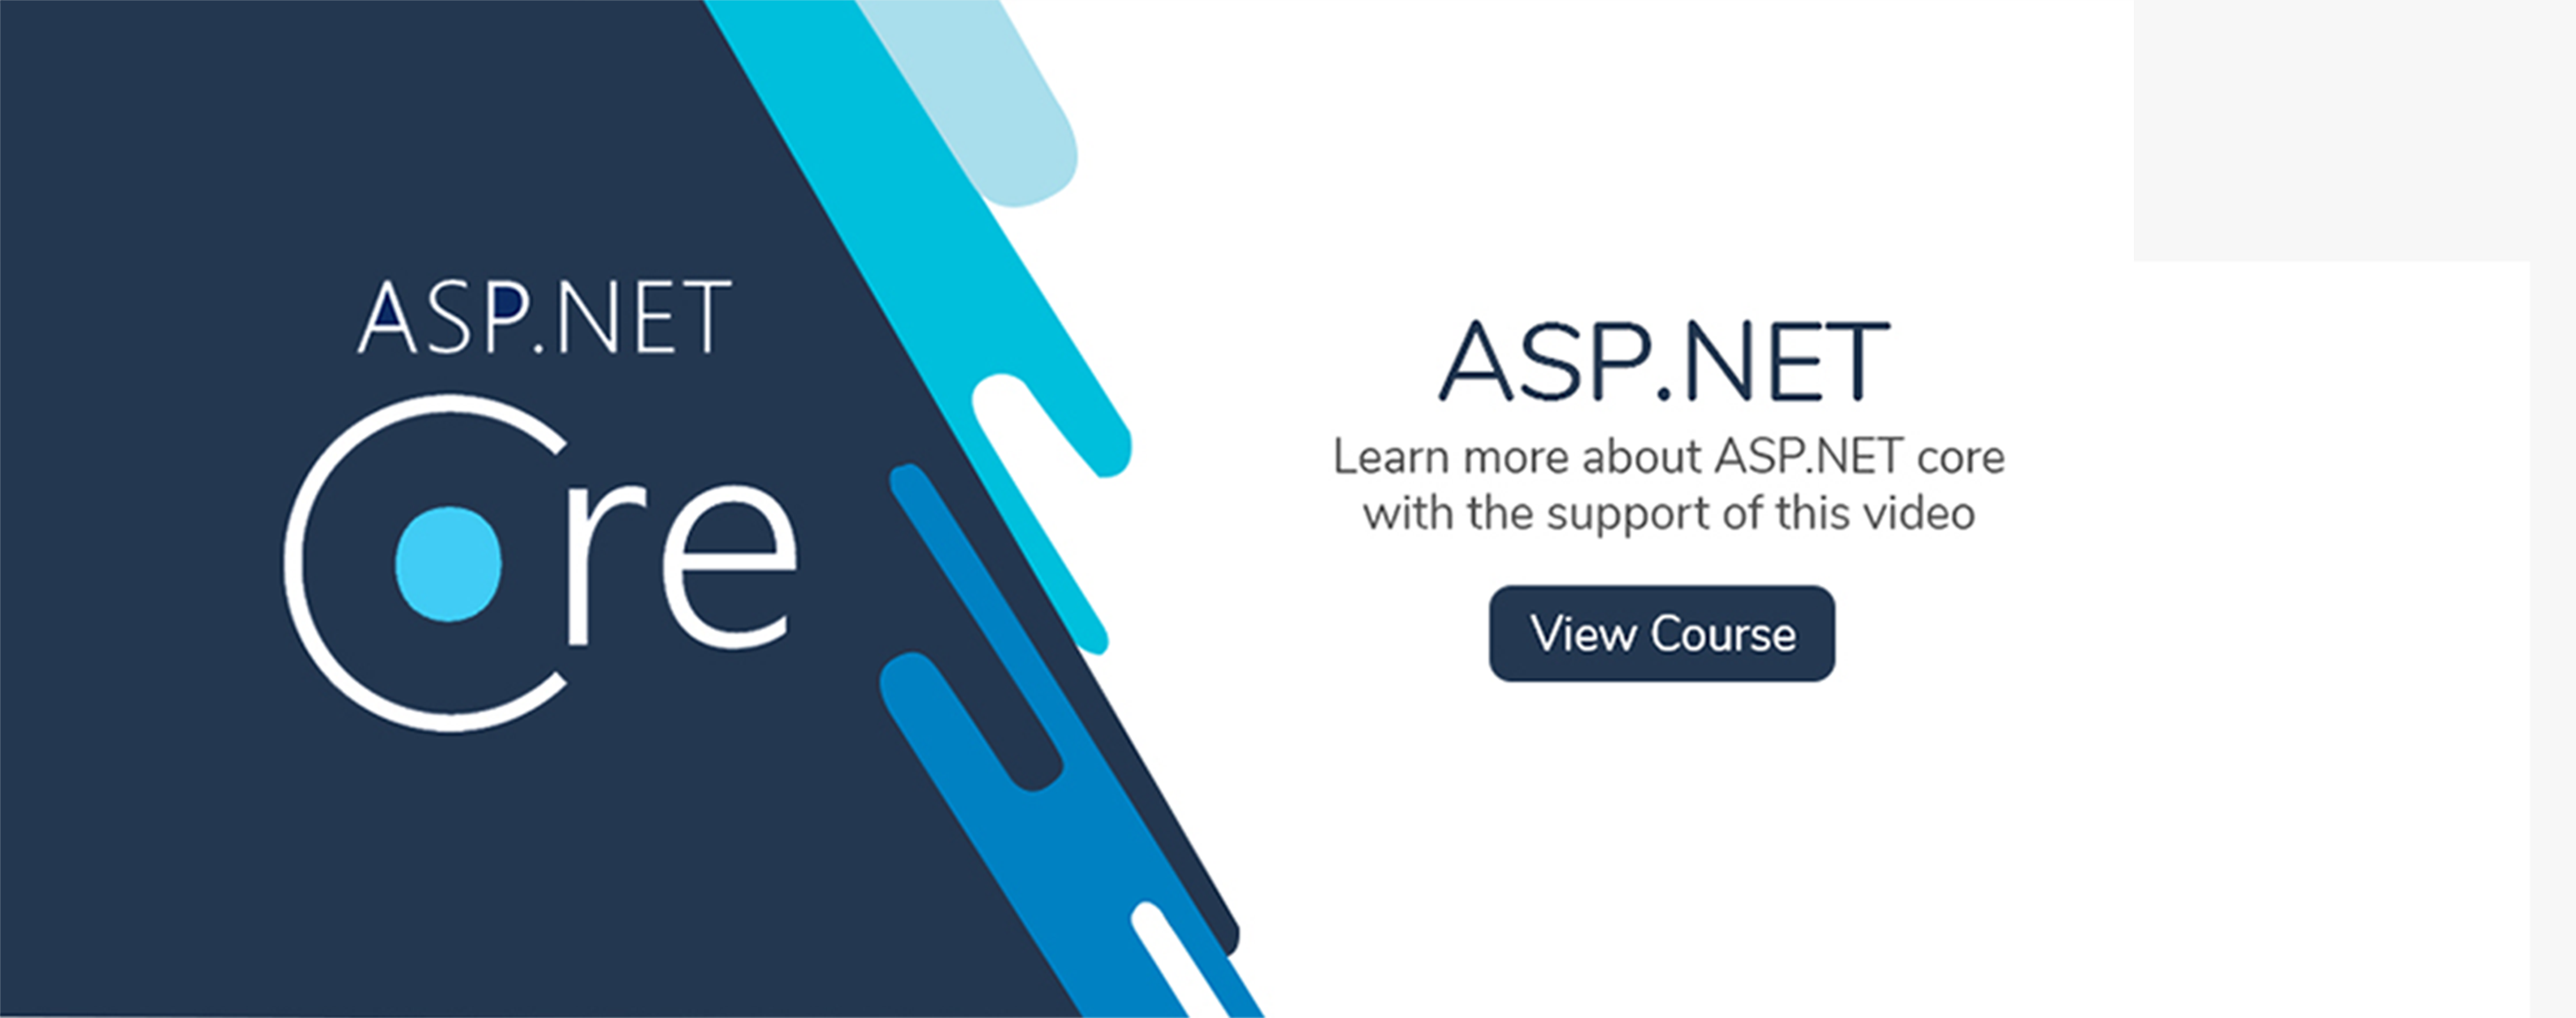 ASP.NET
Core
ASP.NET
Learn more about ASP.NET core
with the support of this video
View Course